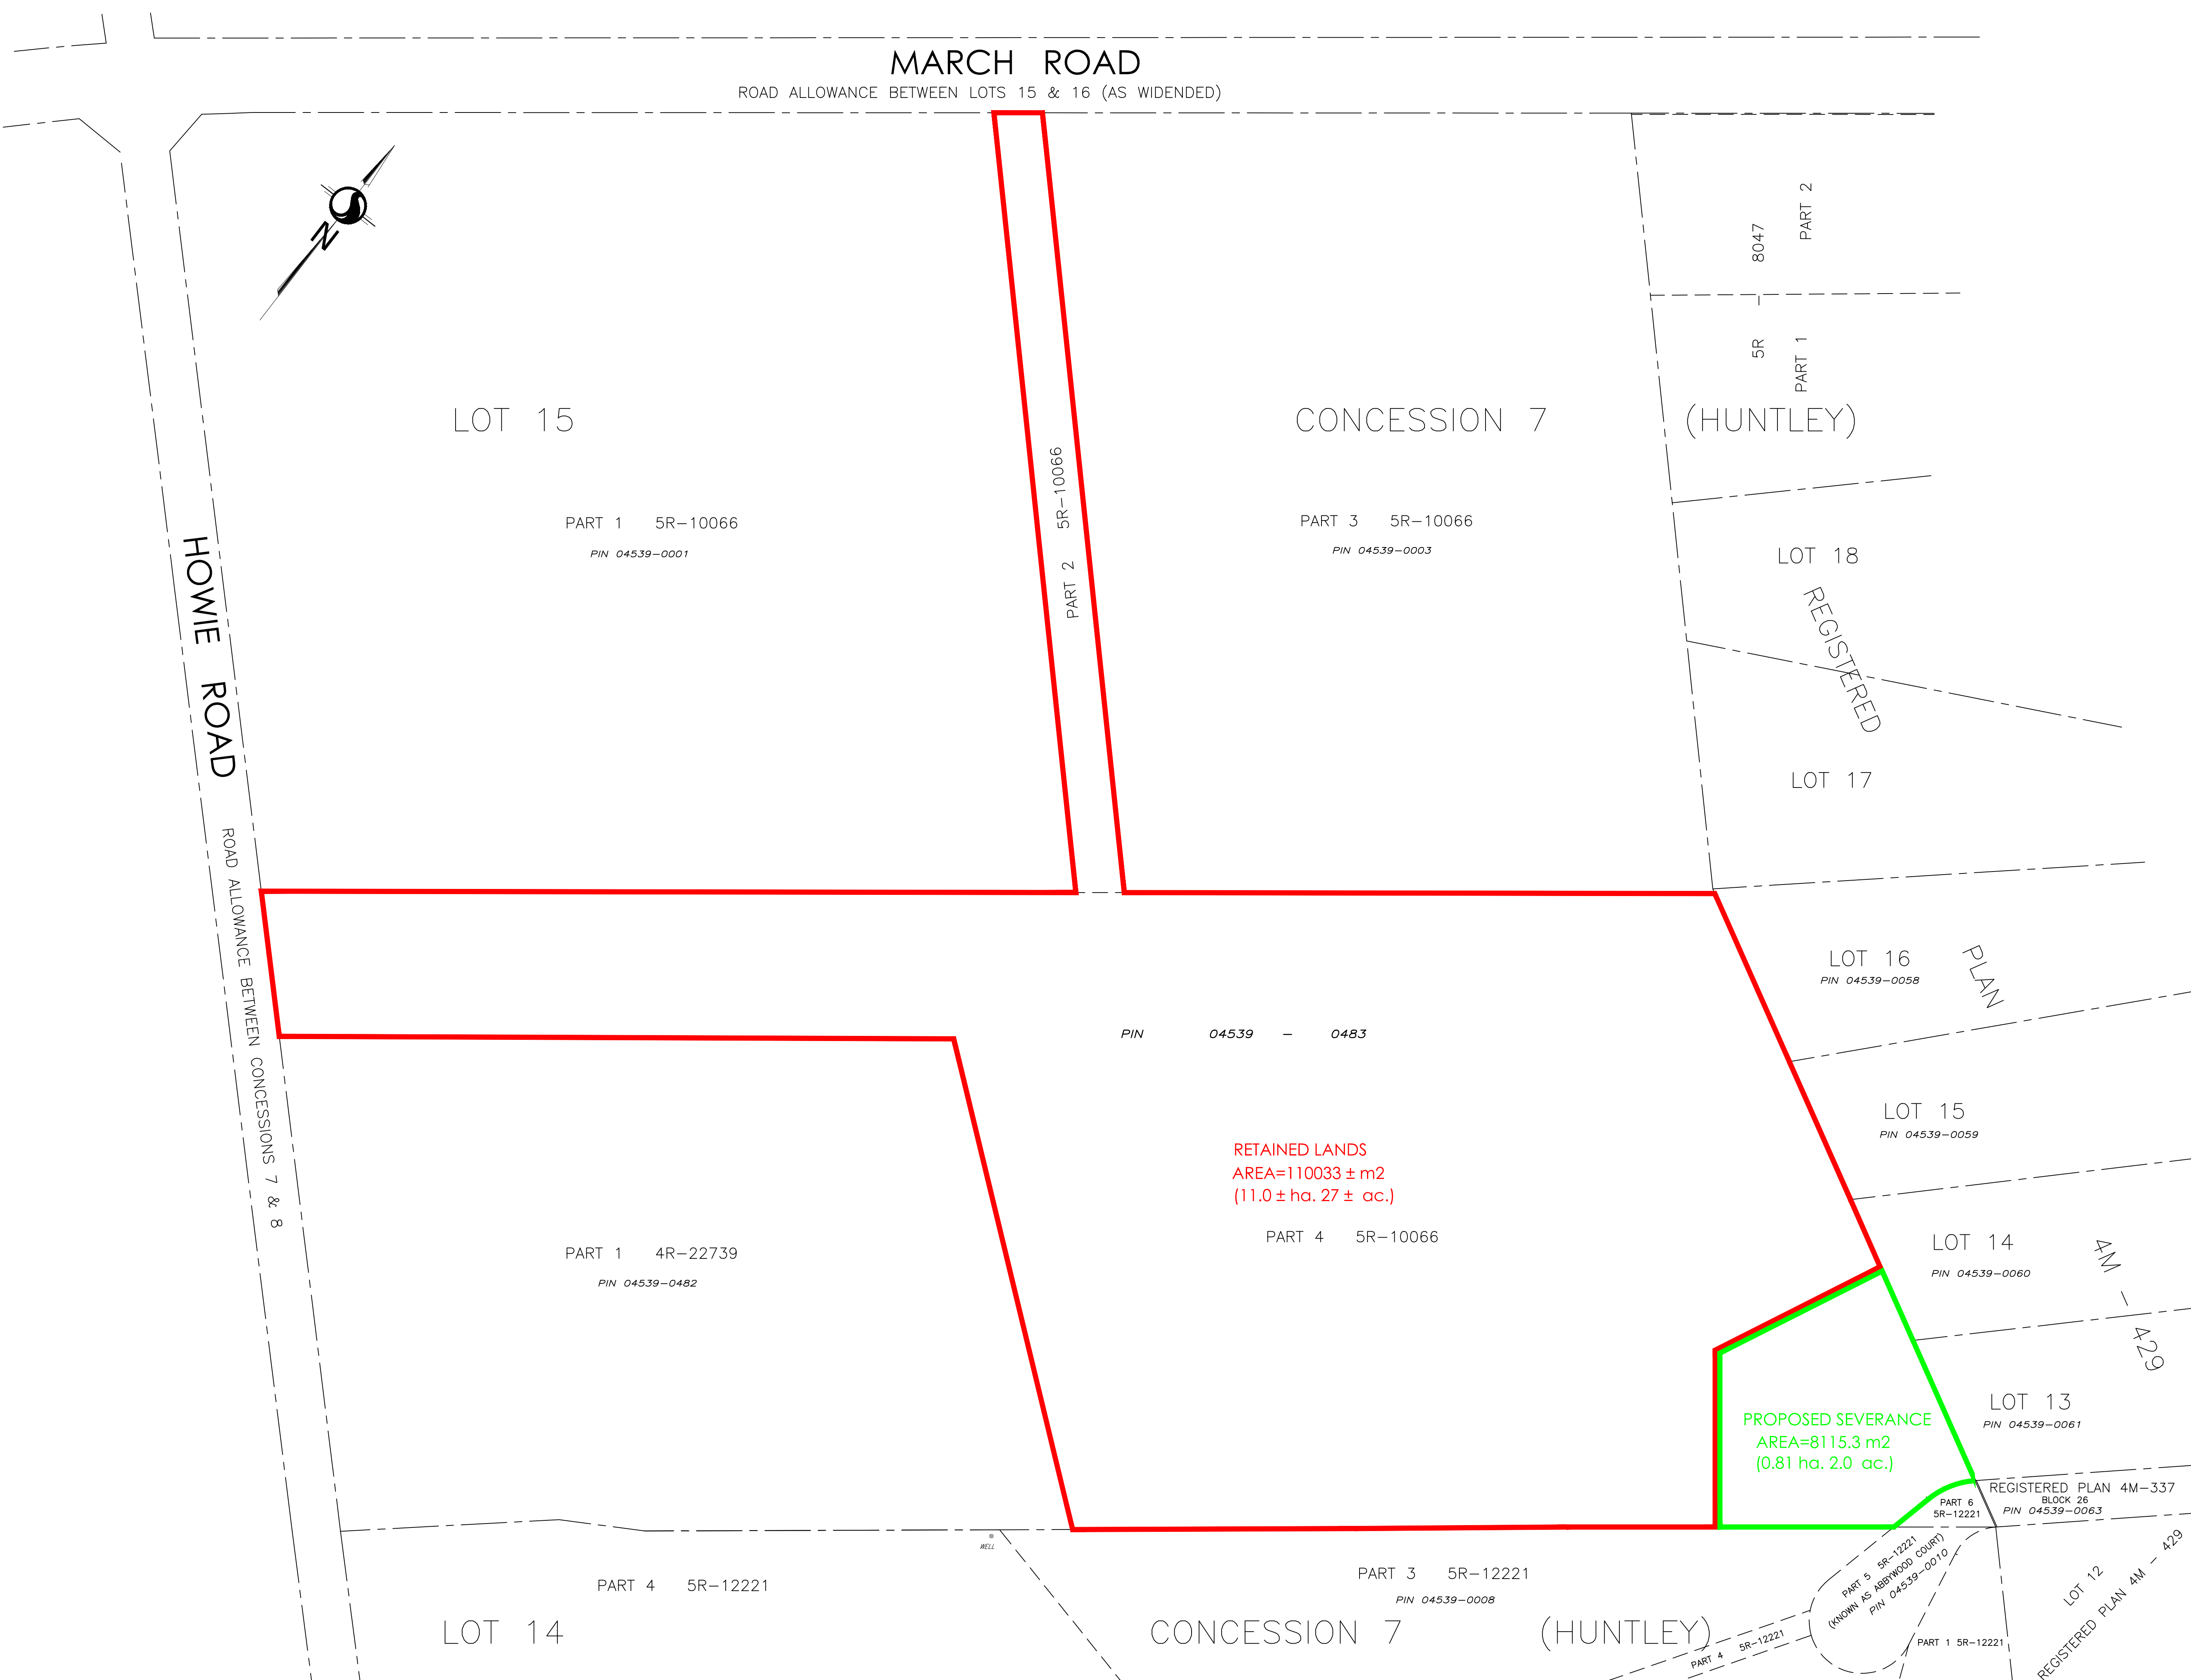 MARCH ROAD
ROAD ALLOWANCE BETWEEN LOTS 15 & 16 (AS WIDENDED)
N
HOWIE ROAD
ROAD ALLOWANCE BETWEEN CONCESSIONS 7 & 8
LOT 15
CONCESSION 7
(HUNTLEY)
PART 1 5R-10066
PIN 04539-0001
PART 2 5R-10066
PART 3 5R-10066
PIN 04539-0003
5R - 8047
PART 2
PART 1
LOT 18
REGISTERED
LOT 17
LOT 16
PIN 04539-0058
PLAN
LOT 15
PIN 04539-0059
LOT 14
PIN 04539-0060
4M - 429
LOT 13
PIN 04539-0061
PIN 04539 - 0483
RETAINED LANDS
AREA=110033 ± m2
(11.0 ± ha. 27 ± ac.)
PART 4 5R-10066
PART 1 4R-22739
PIN 04539-0482
PROPOSED SEVERANCE
AREA=8115.3 m2
(0.81 ha. 2.0 ac.)
REGISTERED PLAN 4M-337
BLOCK 26
PIN 04539-0063
PART 6
5R-12221
WELL
PART 4 5R-12221
LOT 14
PART 3 5R-12221
PIN 04539-0008
CONCESSION 7
(HUNTLEY)
PART 5 5R-12221
(KNOWN AS ABBYWOOD COURT)
PIN 04539-0010
PART 4 5R-12221
PART 1 5R-12221
LOT 12
REGISTERED PLAN 4M - 429